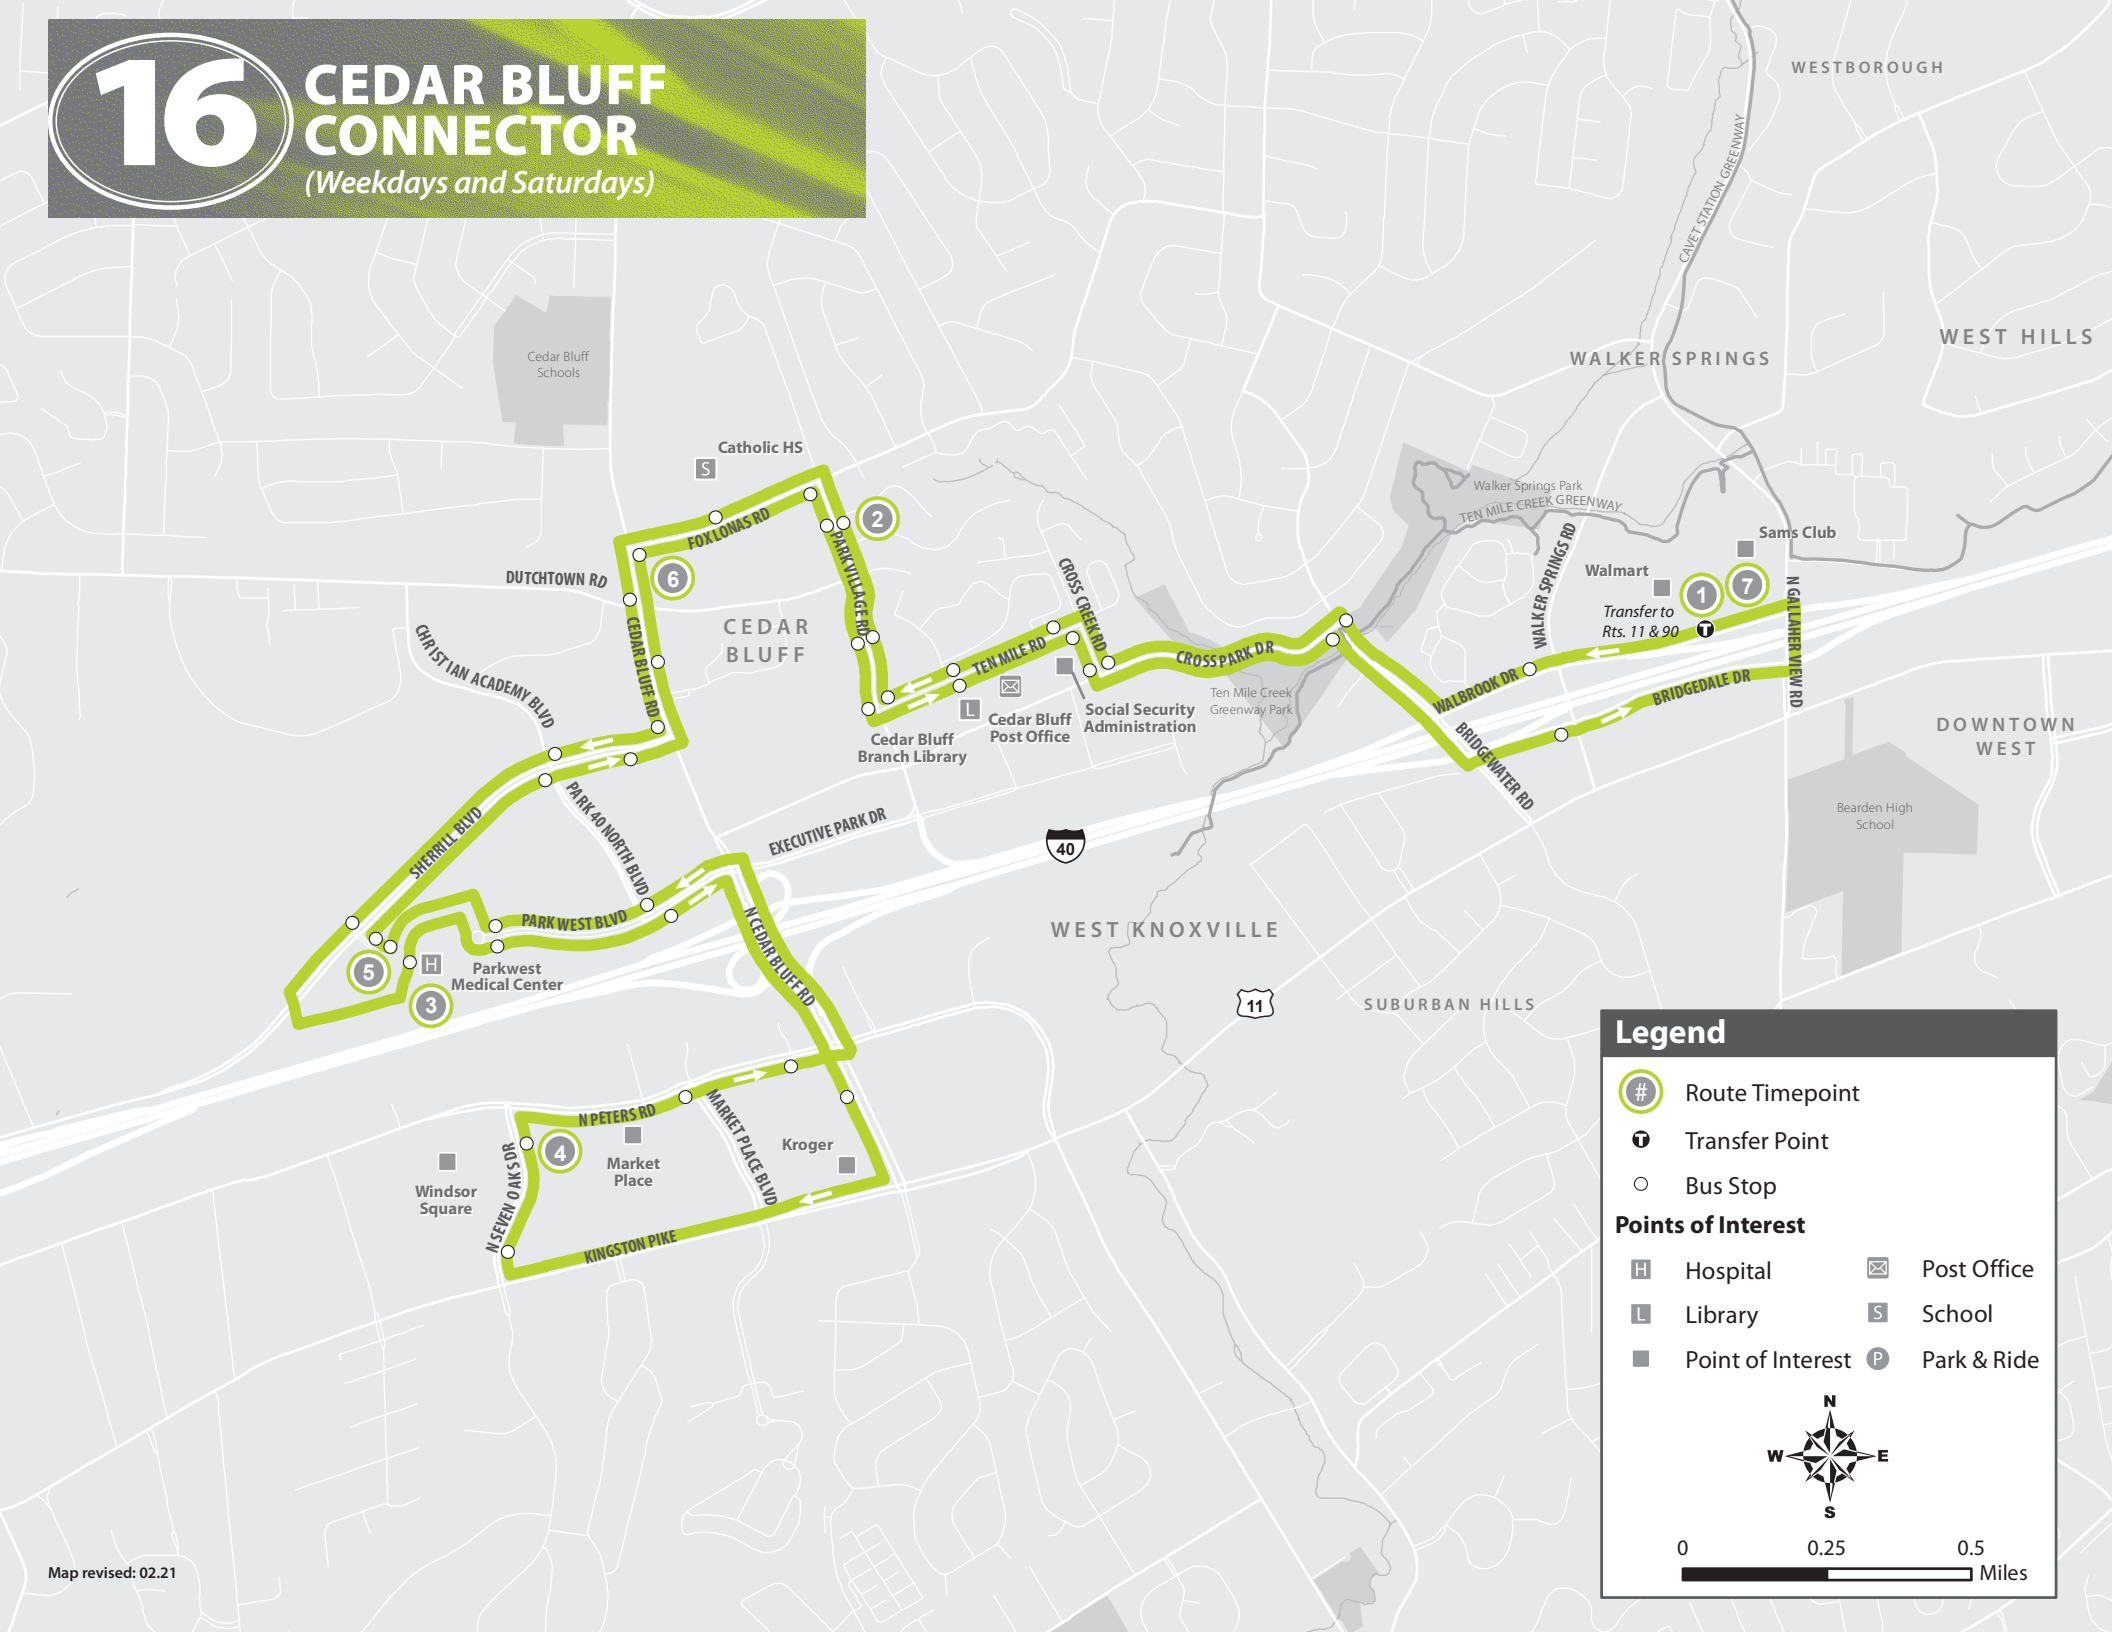 16
CEDAR BLUFF
CONNECTOR
(Weekdays and Saturdays)
WESTBOROUGH
CAVET STATION GREENWAY
WEST HILLS
WALKER SPRINGS
Cedar Bluff
Schools
Catholic HS
S
Walker Springs Park
TEN MILE CREEK GREENWAY
2
FOX LONAS RD
PARK VILLAGE RD
Sams Club
WALKER SPRINGS RD
Walmart
1
7
N GALLAHER VIEW RD
Transfer to
Rts. 11 & 90
T
DUTCHTOWN RD
6
CROSS CREEK RD
CEDAR
BLUFF
CEDAR BLUFF RD
CHRISTIAN ACADEMY BLVD
TEN MILE RD
CROSS PARK DR
WALBROOK DR
BRIDGEDALE DR
Ten Mile Creek
Greenway Park
L
Cedar Bluff
Post Office
Social Security
Administration
Cedar Bluff
Branch Library
BRIDGEWATER RD
DOWNTOWN
WEST
Bearden High
School
PARK 40 NORTH BLVD
EXECUTIVE PARK DR
40
SHERRILL BLVD
PARKWEST BLVD
N CEDAR BLUFF RD
WEST KNOXVILLE
5
H
Parkwest
Medical Center
3
11
SUBURBAN HILLS
N PETERS RD
MARKET PLACE BLVD
4
Market
Place
Kroger
Windsor
Square
N SEVEN OAKS DR
KINGSTON PIKE
Legend
# Route Timepoint
T Transfer Point
Bus Stop
Points of Interest
H Hospital
Post Office
L Library
S School
Point of Interest
P Park & Ride
N
W E
S
0 0.25 0.5
Miles
Map revised: 02.21